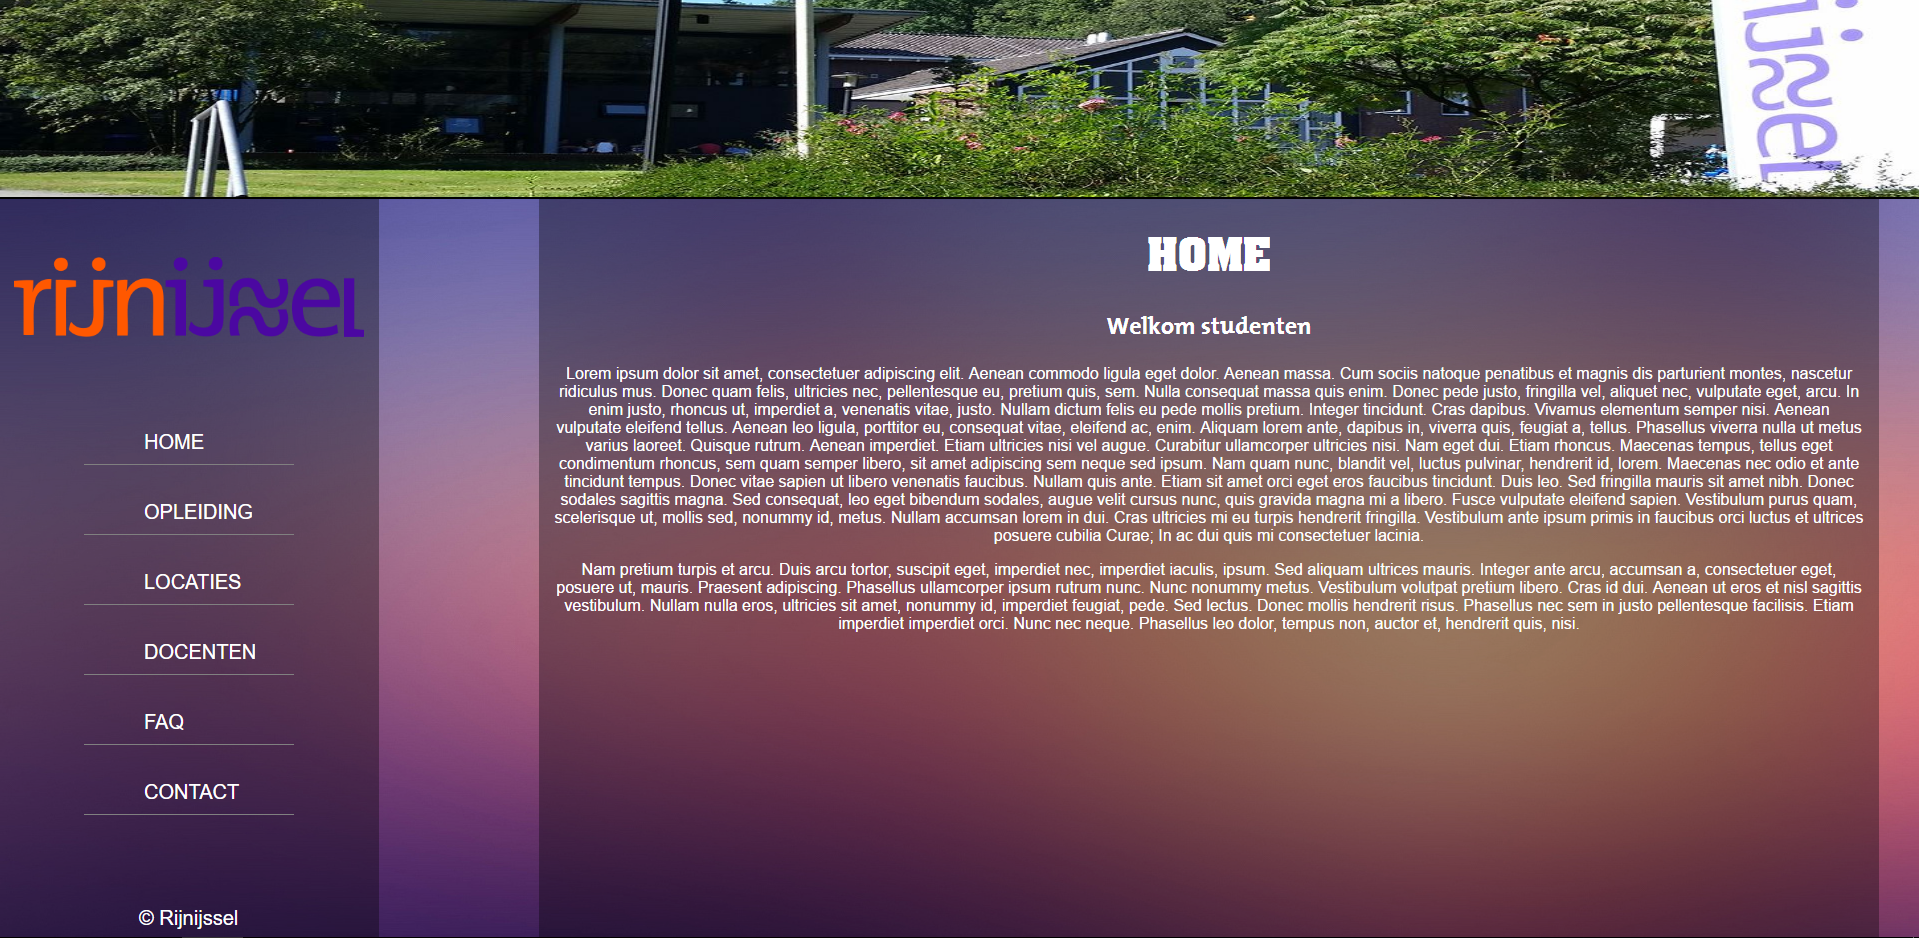 ijssel
rijnijssel
HOME
OPLEIDING
LOCATIES
DOCENTEN
FAQ
CONTACT
© Rijnijssel
HOME
Welkom studenten
Lorem ipsum dolor sit amet, consectetuer adipiscing elit. Aenean commodo ligula eget dolor. Aenean massa. Cum sociis natoque penatibus et magnis dis parturient montes, nascetur
ridiculus mus. Donec quam felis, ultricies nec, pellentesque eu, pretium quis, sem. Nulla consequat massa quis enim. Donec pede justo, fringilla vel, aliquet nec, vulputate eget, arcu. In
enim justo, rhoncus ut, imperdiet a, venenatis vitae, justo. Nullam dictum felis eu pede mollis pretium. Integer tincidunt. Cras dapibus. Vivamus elementum semper nisi. Aenean
vulputate eleifend tellus. Aenean leo ligula, porttitor eu, consequat vitae, eleifend ac, enim. Aliquam lorem ante, dapibus in, viverra quis, feugiat a, tellus. Phasellus viverra nulla ut metus
varius laoreet. Quisque rutrum. Aenean imperdiet. Etiam ultricies nisi vel augue. Curabitur ullamcorper ultricies nisi. Nam eget dui. Etiam rhoncus. Maecenas tempus, tellus eget
condimentum rhoncus, sem quam semper libero, sit amet adipiscing sem neque sed ipsum. Nam quam nunc, blandit vel, luctus pulvinar, hendrerit id, lorem. Maecenas nec odio et ante
tincidunt tempus. Donec vitae sapien ut libero venenatis faucibus. Nullam quis ante. Etiam sit amet orci eget eros faucibus tincidunt. Duis leo. Sed fringilla mauris sit amet nibh. Donec
sodales sagittis magna. Sed consequat, leo eget bibendum sodales, augue velit cursus nunc, quis gravida magna mi a libero. Fusce vulputate eleifend sapien. Vestibulum purus quam,
scelerisque ut, mollis sed, nonummy id, metus. Nullam accumsan lorem in dui. Cras ultricies mi eu turpis hendrerit fringilla. Vestibulum ante ipsum primis in faucibus orci luctus et ultrices
posuere cubilia Curae; In ac dui quis mi consectetuer lacinia.
Nam pretium turpis et arcu. Duis arcu tortor, suscipit eget, imperdiet nec, imperdiet iaculis, ipsum. Sed aliquam ultrices mauris. Integer ante arcu, accumsan a, consectetuer eget,
posuere ut, mauris. Praesent adipiscing. Phasellus ullamcorper ipsum rutrum nunc. Nunc nonummy metus. Vestibulum volutpat pretium libero. Cras id dui. Aenean ut eros et nisl sagittis
vestibulum. Nullam nulla eros, ultricies sit amet, nonummy id, imperdiet feugiat, pede. Sed lectus. Donec mollis hendrerit risus. Phasellus nec sem in justo pellentesque facilisis. Etiam
imperdiet imperdiet orci. Nunc nec neque. Phasellus leo dolor, tempus non, auctor et, hendrerit quis, nisi.